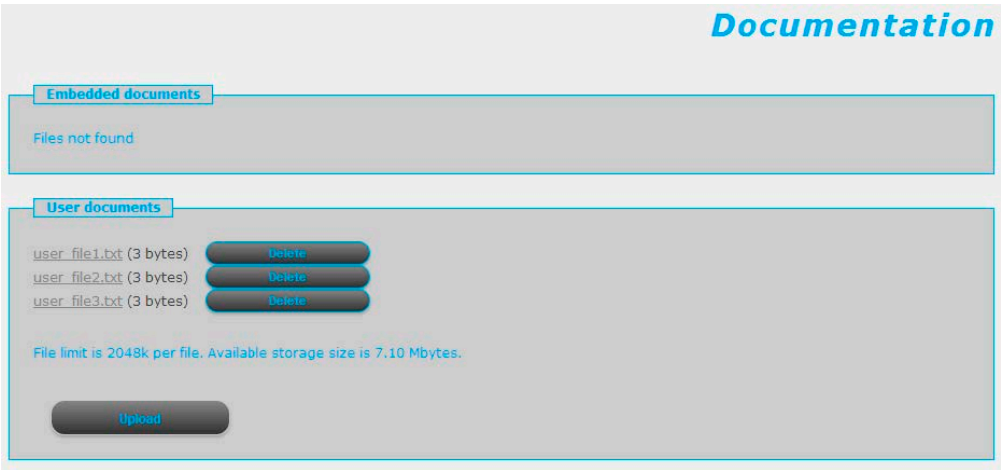 Documentation
Embedded documents
Files not found
User documents
user_file1.txt (3 bytes) Delete
user_file2.txt (3 bytes) Delete
user_file3.txt (3 bytes) Delete
File limit is 2048k per file. Available storage size is 7.10 Mbytes.
Upload